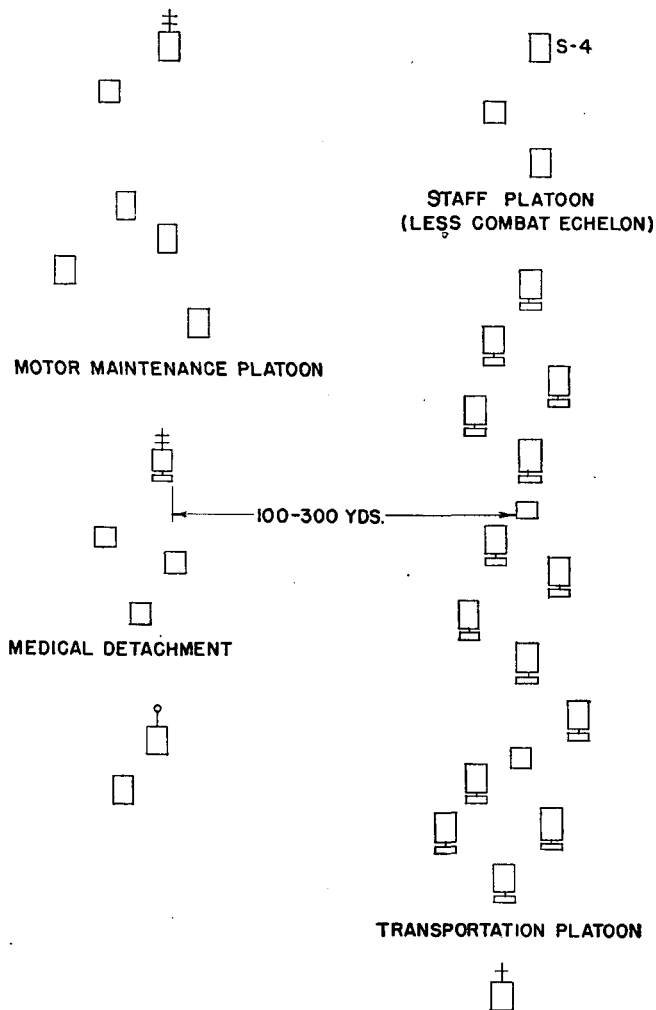 S-4
STAFF PLATOON
(LESS COMBAT ECHELON)
MOTOR MAINTENANCE PLATOON
100-300 YDS.
MEDICAL DETACHMENT
TRANSPORTATION PLATOON